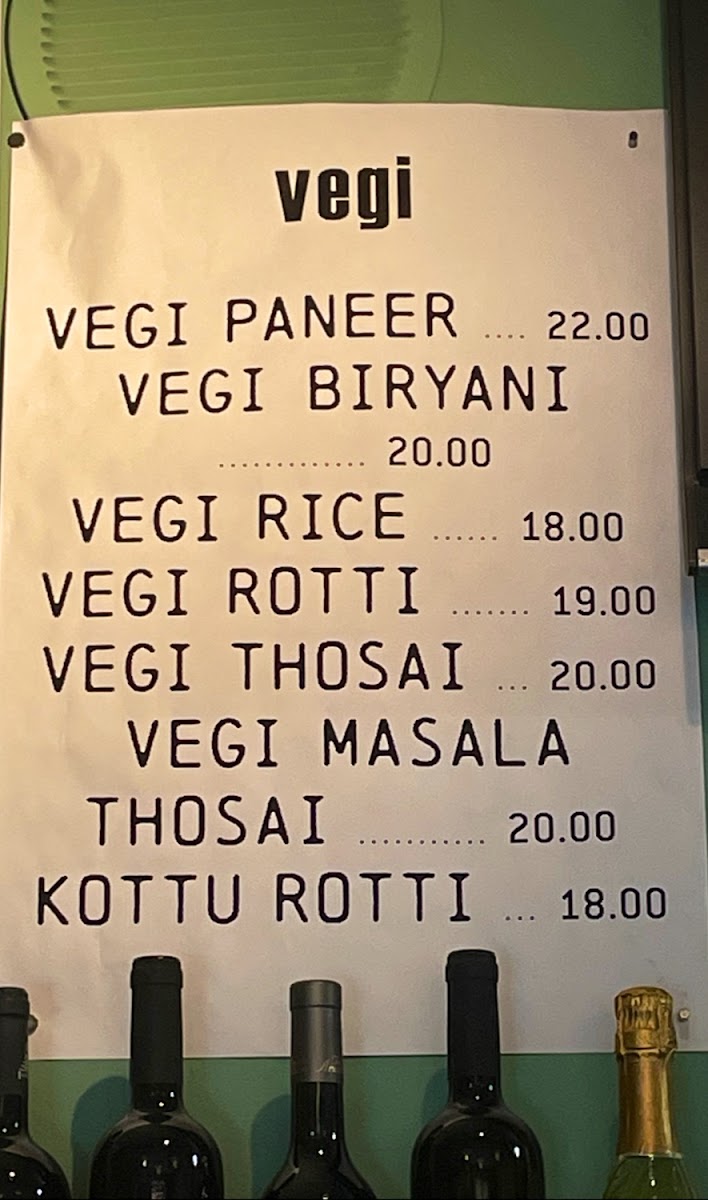 vegi
VEGI PANEER .... 22.00
VEGI BIRYANI
............. 20.00
VEGI RICE ...... 18.00
VEGI ROTTI ....... 19.00
VEGI THOSAI ... 20.00
VEGI MASALA
THOSAI ........... 20.00
KOTTU ROTTI ... 18.00